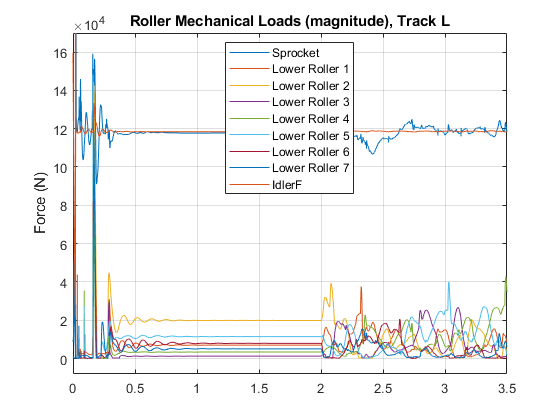 Roller Mechanical Loads (magnitude), Track L
×10⁴
Force (N)
16
14
12
10
8
6
4
2
0
0
0.5
1
1.5
2
2.5
3
3.5
Sprocket
Lower Roller 1
Lower Roller 2
Lower Roller 3
Lower Roller 4
Lower Roller 5
Lower Roller 6
Lower Roller 7
IdlerF